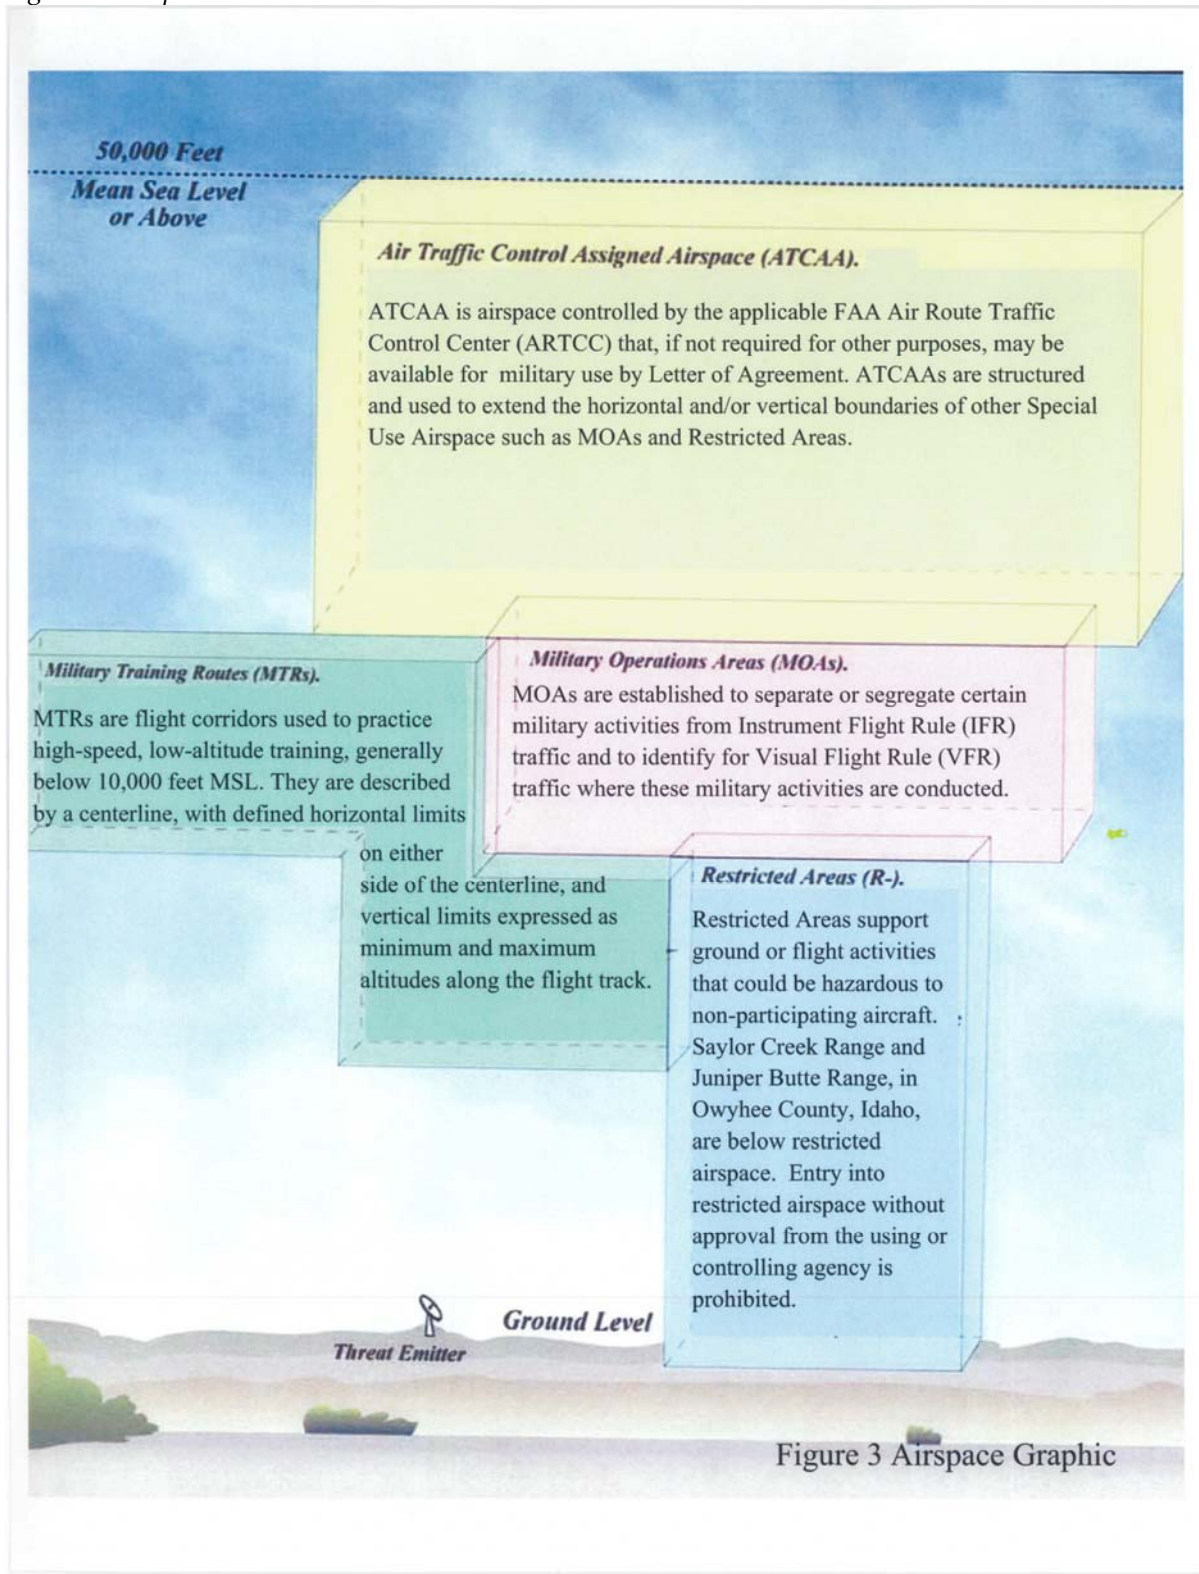 50,000 Feet
Mean Sea Level
or Above
Air Traffic Control Assigned Airspace (ATCAA).
ATCAA is airspace controlled by the applicable FAA Air Route Traffic
Control Center (ARTCC) that, if not required for other purposes, may be
available for military use by Letter of Agreement. ATCAAs are structured
and used to extend the horizontal and/or vertical boundaries of other Special
Use Airspace such as MOAs and Restricted Areas.
Military Training Routes (MTRs).
MTRs are flight corridors used to practice
high-speed, low-altitude training, generally
below 10,000 feet MSL. They are described
by a centerline, with defined horizontal limits
on either
side of the centerline, and
vertical limits expressed as
minimum and maximum
altitudes along the flight track.
Military Operations Areas (MOAs).
MOAs are established to separate or segregate certain
military activities from Instrument Flight Rule (IFR)
traffic and to identify for Visual Flight Rule (VFR)
traffic where these military activities are conducted.
Restricted Areas (R-).
Restricted Areas support
ground or flight activities
that could be hazardous to
non-participating aircraft.
Saylor Creek Range and
Juniper Butte Range, in
Owyhee County, Idaho,
are below restricted
airspace. Entry into
restricted airspace without
approval from the using or
controlling agency is
prohibited.
Ground Level
Threat Emitter
Figure 3 Airspace Graphic